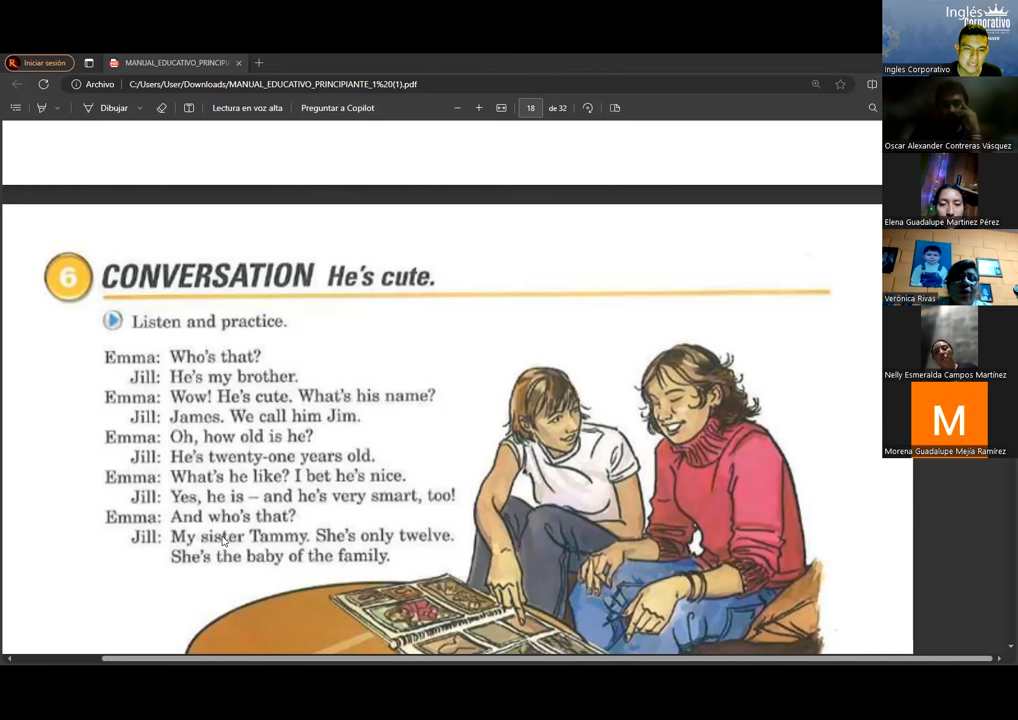 Inglés
Corporativo
Iniciar sesión
MANUAL_EDUCATIVO_PRINCIPI
Archivo C:/Users/User/Downloads/MANUAL_EDUCATIVO_PRINCIPIANTE_1%20(1).pdf
Dibujar
Lectura en voz alta
Preguntar a Copilot
18 de 32
6 CONVERSATION He's cute.
Listen and practice.
Emma: Who's that?
Jill: He's my brother.
Emma: Wow! He's cute. What's his name?
Jill: James. We call him Jim.
Emma: Oh, how old is he?
Jill: He's twenty-one years old.
Emma: What's he like? I bet he's nice.
Jill: Yes, he is – and he's very smart, too!
Emma: And who's that?
Jill: My sister Tammy. She's only twelve.
She's the baby of the family.
Ingles Corporativo
Oscar Alexander Contreras Vásquez
Elena Guadalupe Martinez Pérez
Verónica Rivas
Nelly Esmeralda Campos Martínez
M
Morena Guadalupe Mejía Ramírez